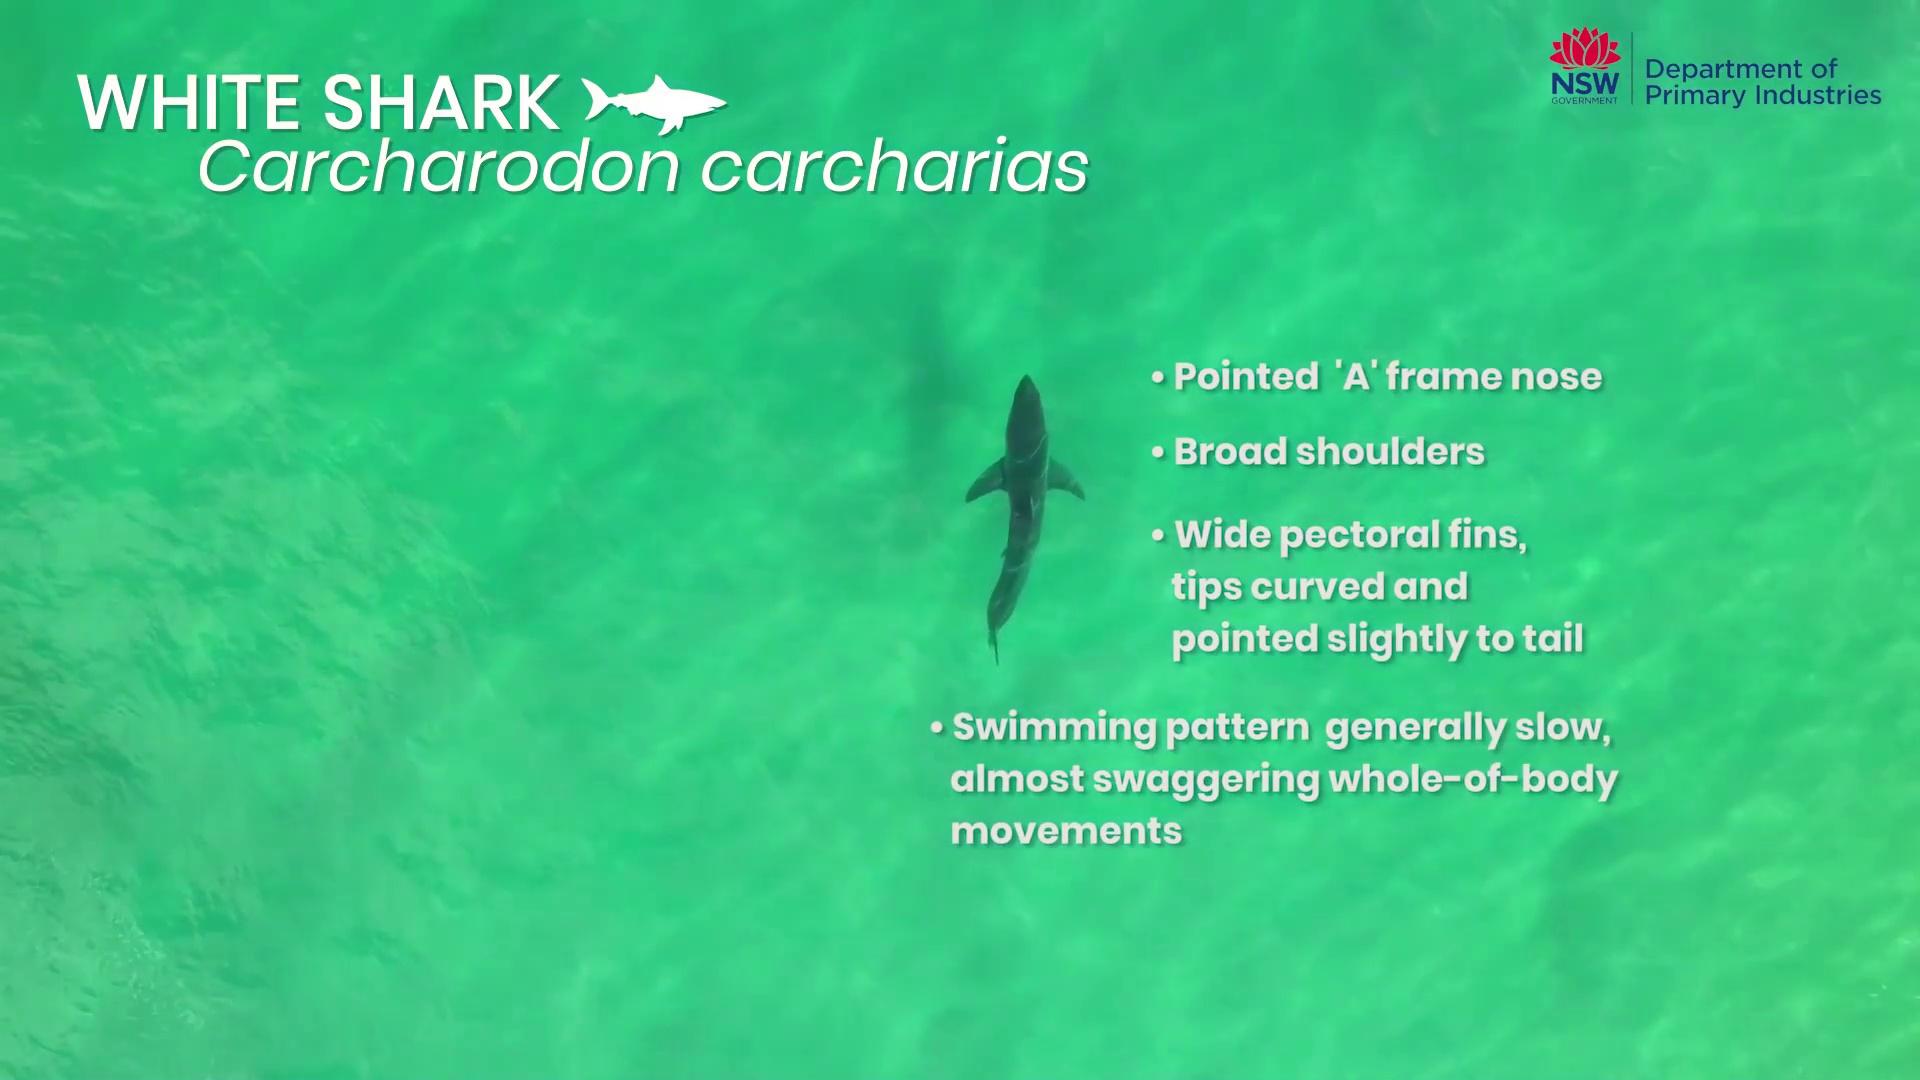 WHITE SHARK
Carcharodon carcharias
NSW
GOVERNMENT
Department of
Primary Industries
• Pointed 'A' frame nose
• Broad shoulders
• Wide pectoral fins,
tips curved and
pointed slightly to tail
• Swimming pattern generally slow,
almost swaggering whole-of-body
movements